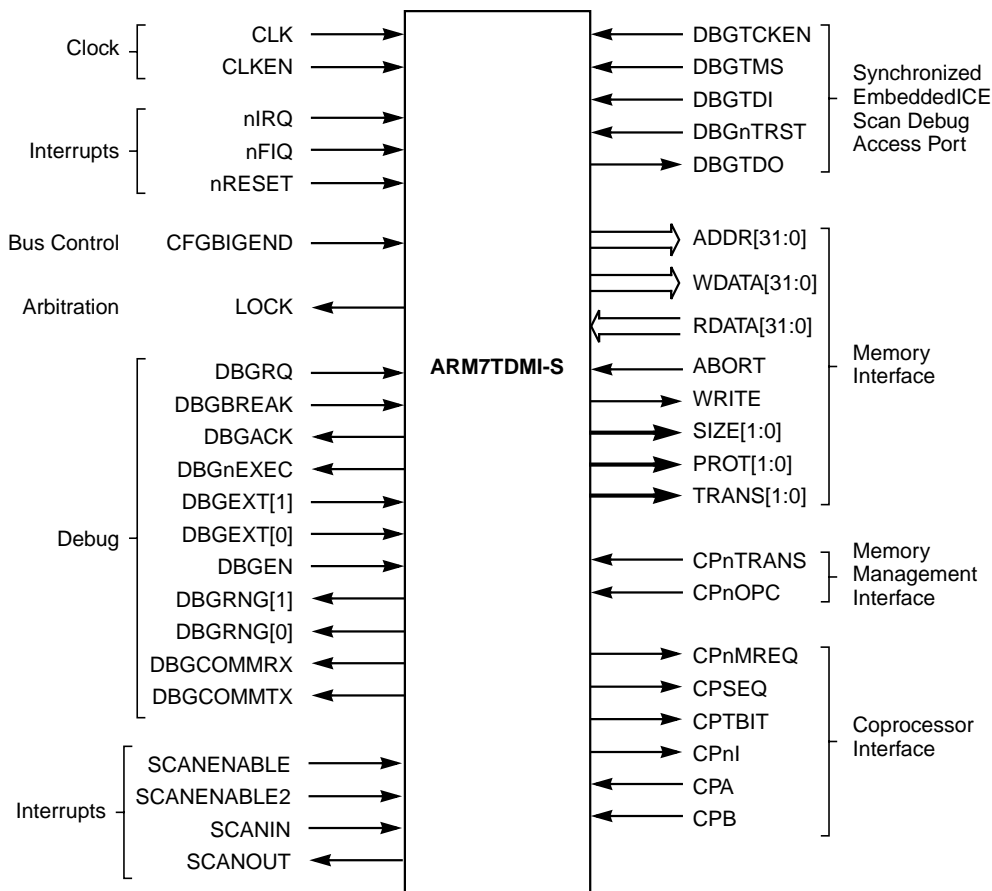 Clock
CLK
CLKEN
Interrupts
nIRQ
nFIQ
nRESET
Bus Control
CFGBIGEND
Arbitration
LOCK
Debug
DBGRQ
DBGBREAK
DBGACK
DBGnEXEC
DBGEXT[1]
DBGEXT[0]
DBGEN
DBGRNG[1]
DBGRNG[0]
DBGCOMMRX
DBGCOMMTX
Interrupts
SCANENABLE
SCANENABLE2
SCANIN
SCANOUT
ARM7TDMI-S
DBGTCKEN
DBGTMS
DBGTDI
DBGnTRST
DBGTDO
Synchronized
EmbeddedICE
Scan Debug
Access Port
ADDR[31:0]
WDATA[31:0]
RDATA[31:0]
ABORT
WRITE
SIZE[1:0]
PROT[1:0]
TRANS[1:0]
Memory
Interface
CPnTRANS
CPnOPC
Memory
Management
Interface
CPnMREQ
CPSEQ
CPTBIT
CPnI
CPA
CPB
Coprocessor
Interface